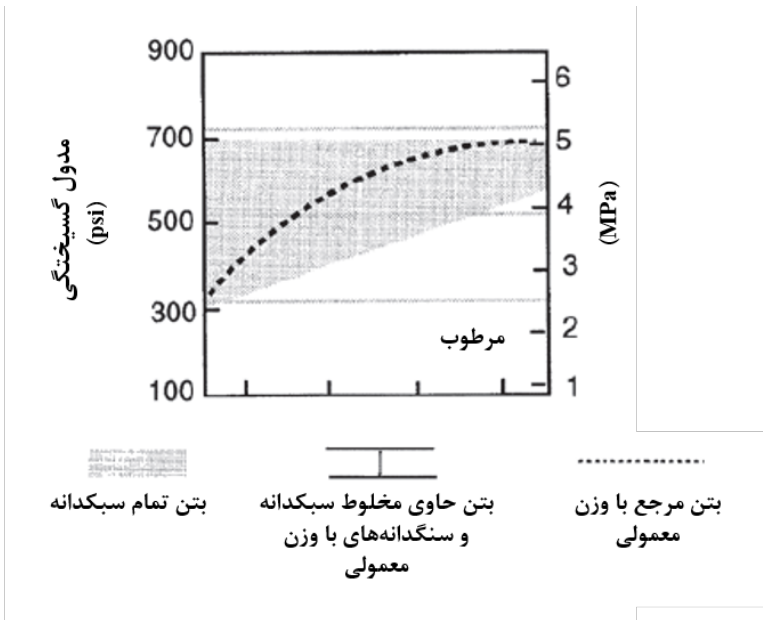 900
700
500
300
100
مدول گسیختگی
(psi)
6
5
4
3
2
1
(MPa)
مرطوب
بتن مرجع با وزن
معمولی
بتن حاوی مخلوط سبکدانه
و سنگدانه‌های با وزن
معمولی
بتن تمام سبکدانه